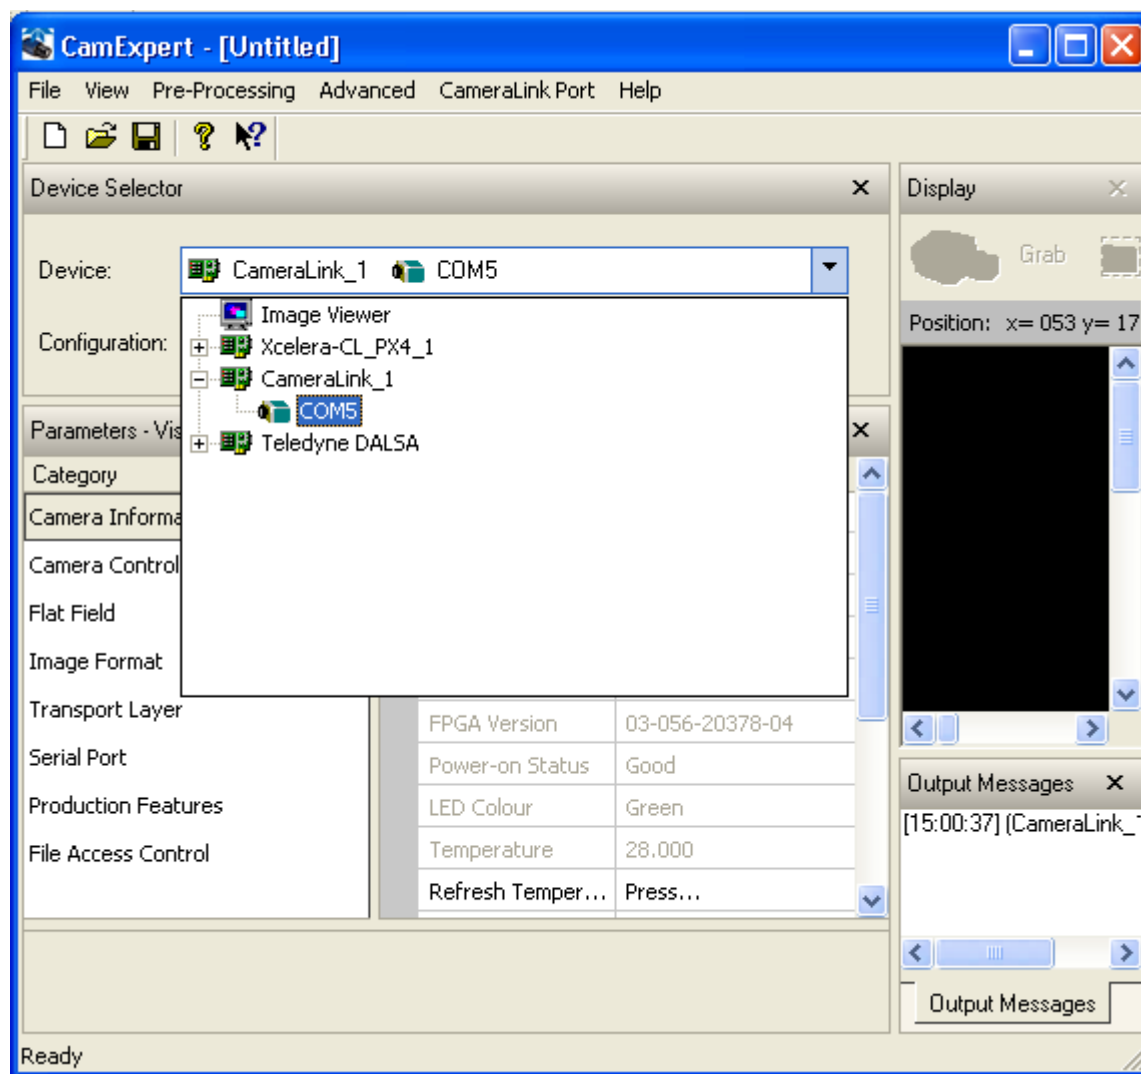 CamExpert - [Untitled]
File View Pre-Processing Advanced CameraLink Port Help
Device Selector
Device: CameraLink_1 COM5
Configuration:
Image Viewer
Xcelera-CL_PX4_1
CameraLink_1
COM5
Teledyne DALSA
Parameters - Vis
Category
Camera Informa
Camera Control
Flat Field
Image Format
Transport Layer
Serial Port
Production Features
File Access Control
FPGA Version 03-056-20378-04
Power-on Status Good
LED Colour Green
Temperature 28.000
Refresh Temper... Press...
Display
Grab
Position: x= 053 y= 17
Output Messages
[15:00:37] (CameraLink_
Output Messages
Ready